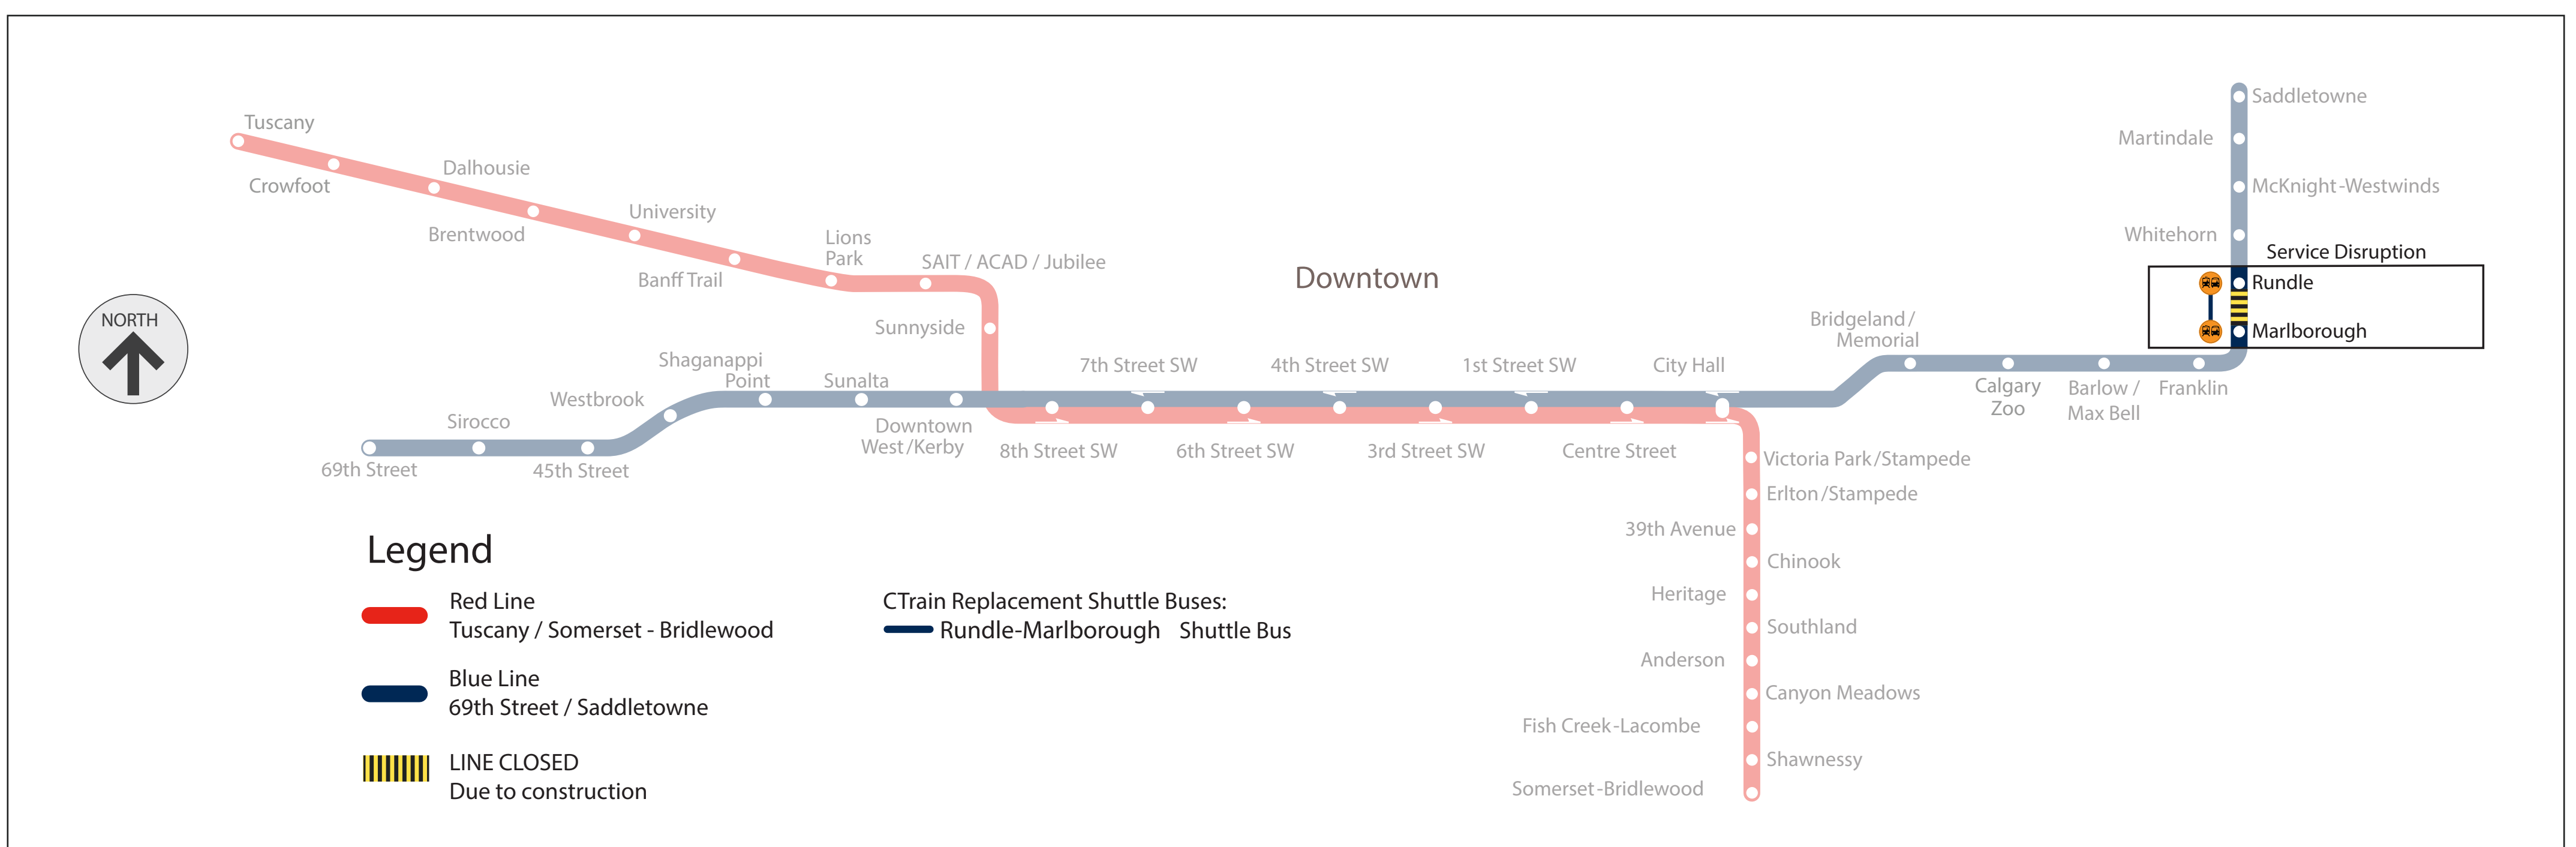 Saddletowne
Tuscany
Martindale
Dalhousie
Crowfoot
McKnight-Westwinds
University
Brentwood
Whitehorn
Lions
Park
Service Disruption
SAIT / ACAD / Jubilee
Banff Trail
Downtown
Rundle
NORTH
Sunnyside
Bridgeland /
Memorial
Marlborough
Shaganappi
Point
Sunalta
7th Street SW
4th Street SW
1st Street SW
City Hall
Westbrook
Calgary
Zoo
Barlow /
Max Bell
Franklin
Sirocco
Downtown
West/Kerby
8th Street SW
6th Street SW
3rd Street SW
Centre Street
69th Street
45th Street
Victoria Park/Stampede
Erlton/Stampede
39th Avenue
Chinook
Heritage
Southland
Anderson
Canyon Meadows
Fish Creek-Lacombe
Shawnessy
Somerset-Bridlewood
Legend
Red Line
Tuscany / Somerset - Bridlewood
Blue Line
69th Street / Saddletowne
LINE CLOSED
Due to construction
CTrain Replacement Shuttle Buses:
Rundle-Marlborough Shuttle Bus